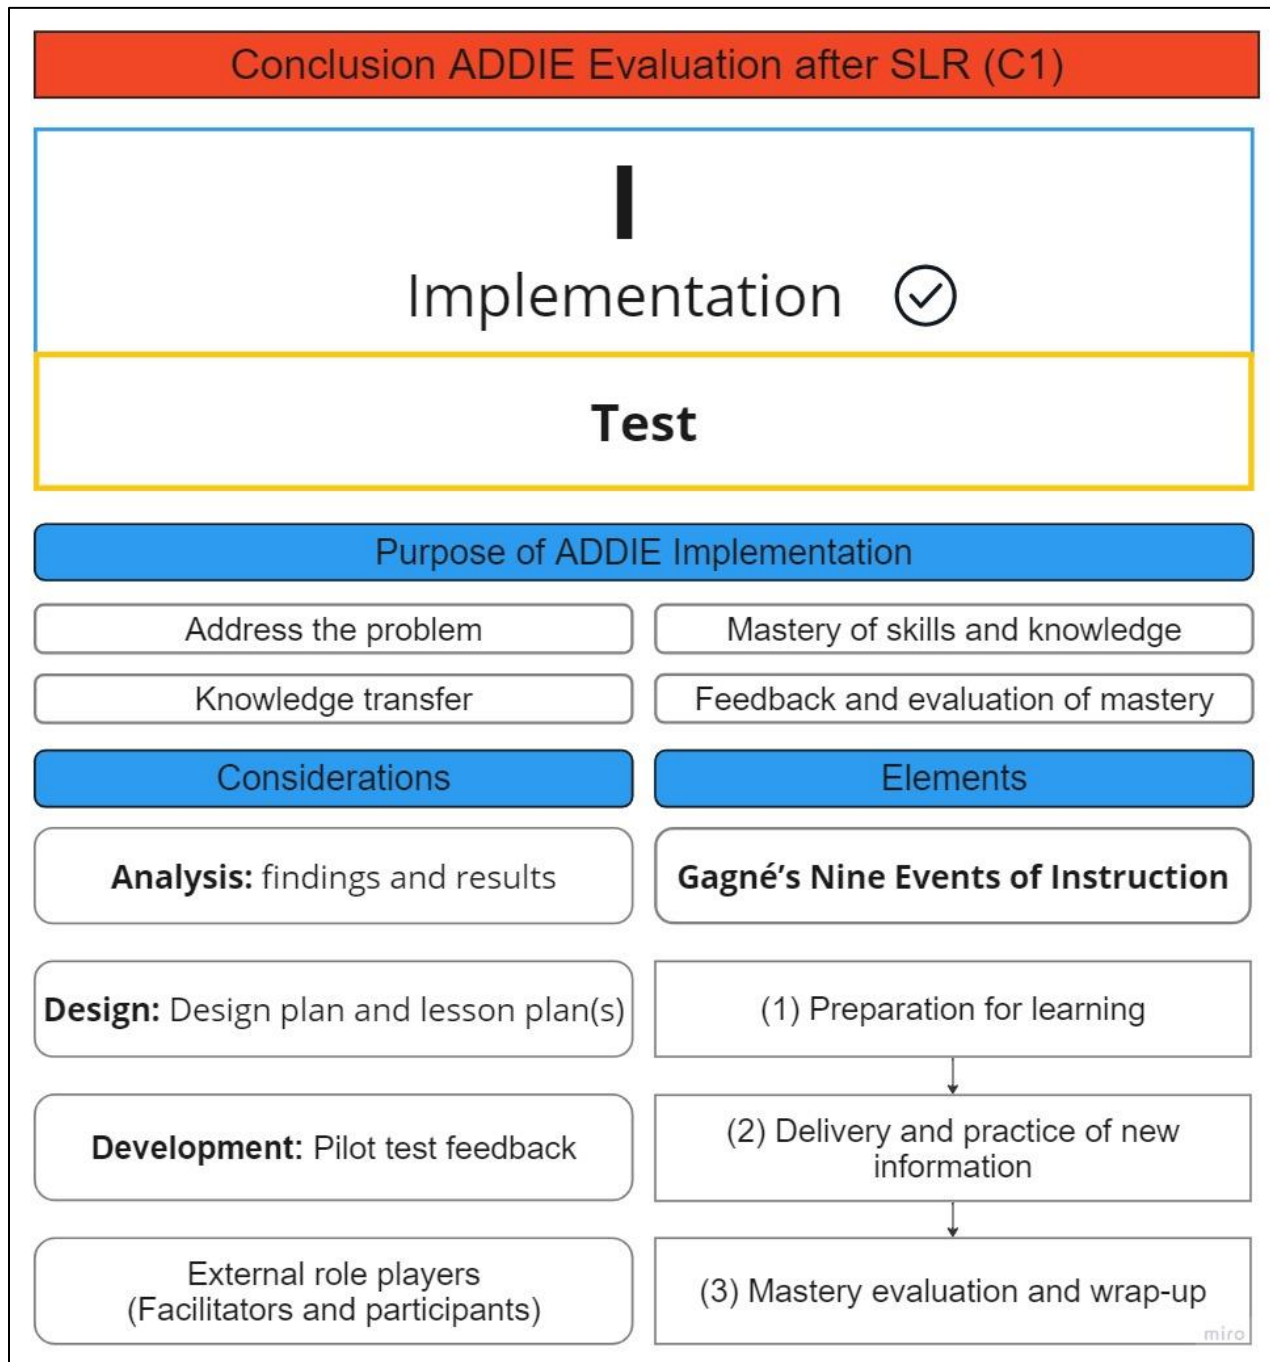 Conclusion ADDIE Evaluation after SLR (C1)
I
Implementation
Test
Purpose of ADDIE Implementation
Address the problem
Mastery of skills and knowledge
Knowledge transfer
Feedback and evaluation of mastery
Considerations
Elements
Analysis: findings and results
Gagné's Nine Events of Instruction
Design: Design plan and lesson plan(s)
(1) Preparation for learning
Development: Pilot test feedback
(2) Delivery and practice of new
information
External role players
(Facilitators and participants)
(3) Mastery evaluation and wrap-up
miro